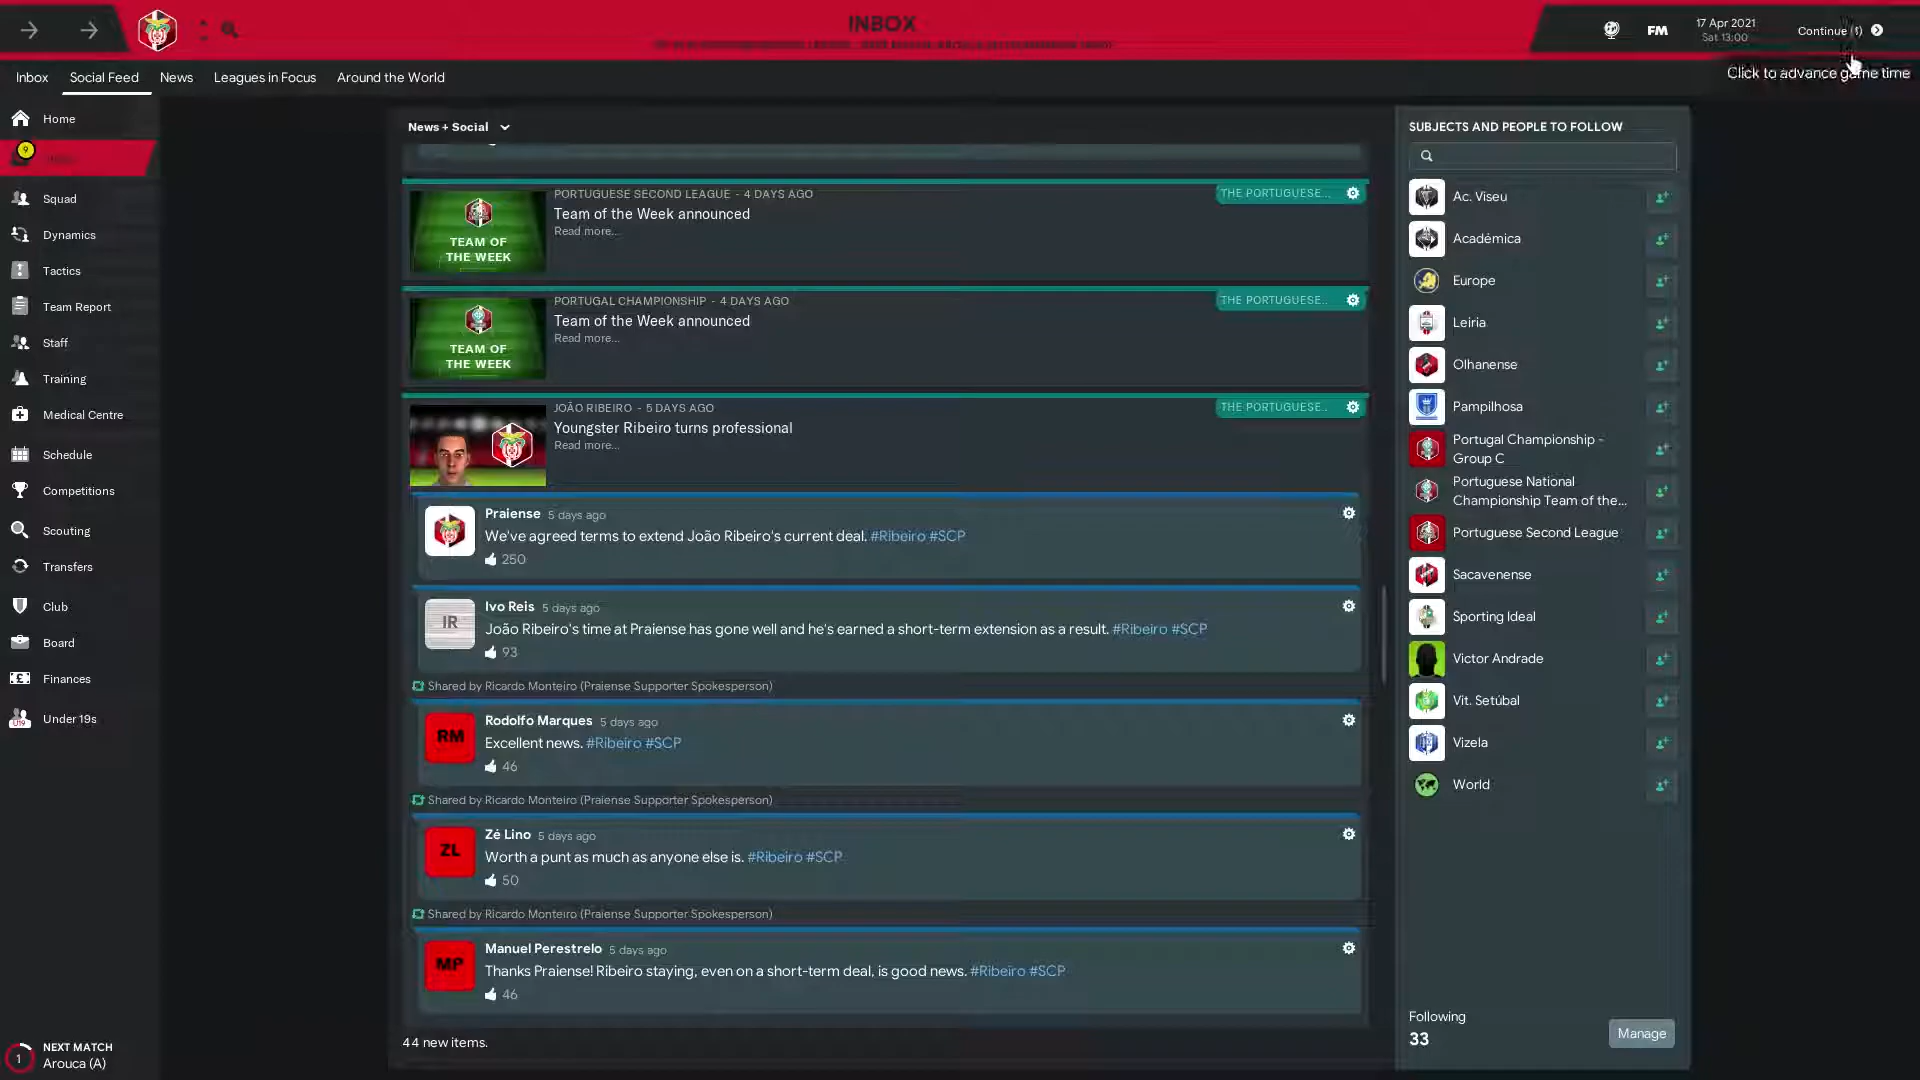 INBOX
FM
17 Apr 2021
Sat 13:00
Continue (1)
Click to advance game time
Inbox
Social Feed
News
Leagues in Focus
Around the World
Home
9
Squad
Dynamics
Tactics
Team Report
Staff
Training
Medical Centre
Schedule
Competitions
Scouting
Transfers
Club
Board
Finances
U19
Under 19s
1
NEXT MATCH
Arouca (A)
News + Social
PORTUGUESE SECOND LEAGUE - 4 DAYS AGO
THE PORTUGUESE...
Team of the Week announced
Read more...
TEAM OF
THE WEEK
PORTUGAL CHAMPIONSHIP - 4 DAYS AGO
THE PORTUGUESE...
Team of the Week announced
Read more...
TEAM OF
THE WEEK
JOÃO RIBEIRO - 5 DAYS AGO
THE PORTUGUESE...
Youngster Ribeiro turns professional
Read more...
Praiense 5 days ago
We've agreed terms to extend João Ribeiro's current deal. #Ribeiro #SCP
250
IR
Ivo Reis 5 days ago
João Ribeiro's time at Praiense has gone well and he's earned a short-term extension as a result. #Ribeiro #SCP
93
Shared by Ricardo Monteiro (Praiense Supporter Spokesperson)
RM
Rodolfo Marques 5 days ago
Excellent news. #Ribeiro #SCP
46
Shared by Ricardo Monteiro (Praiense Supporter Spokesperson)
ZL
Zé Lino 5 days ago
Worth a punt as much as anyone else is. #Ribeiro #SCP
50
Shared by Ricardo Monteiro (Praiense Supporter Spokesperson)
MP
Manuel Perestrelo 5 days ago
Thanks Praiense! Ribeiro staying, even on a short-term deal, is good news. #Ribeiro #SCP
46
44 new items.
SUBJECTS AND PEOPLE TO FOLLOW
Ac. Viseu
Académica
Europe
Leiria
Olhanense
Pampilhosa
Portugal Championship -
Group C
Portuguese National
Championship Team of the...
Portuguese Second League
Sacavenense
Sporting Ideal
Victor Andrade
Vit. Setúbal
Vizela
World
Following
33
Manage